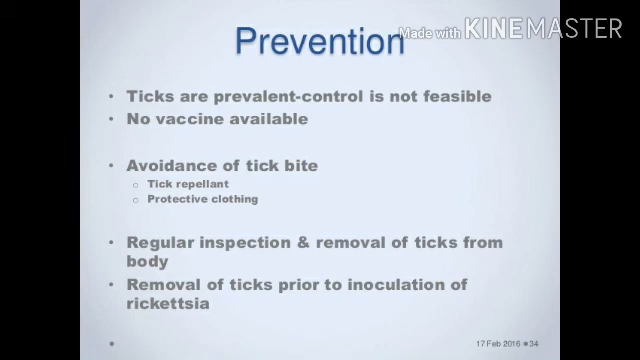 Prevention
Made with KINEMASTER
• Ticks are prevalent-control is not feasible
• No vaccine available
• Avoidance of tick bite
o Tick repellant
o Protective clothing
• Regular inspection & removal of ticks from
body
• Removal of ticks prior to inoculation of
rickettsia
17 Feb 2016 •34